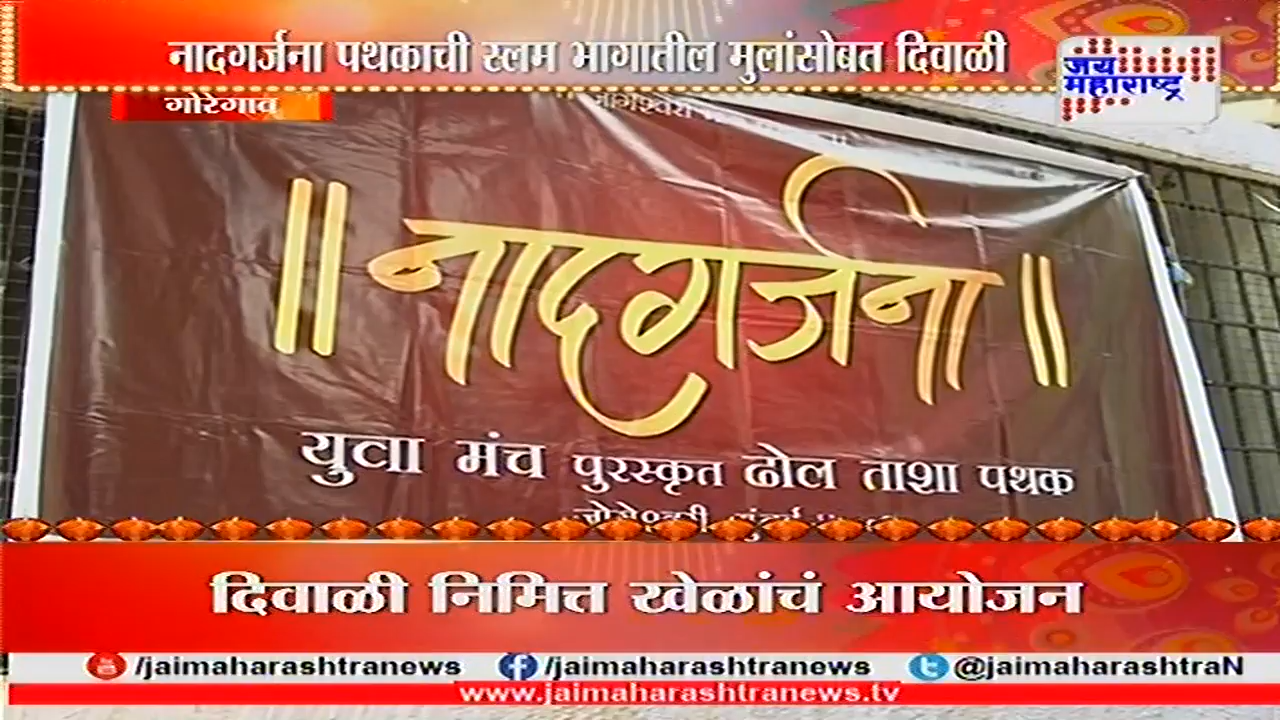 नादगर्जना पथकाची स्लम भागातील मुलांसोबत दिवाळी
जय
महाराष्ट्र
गोरेगाव
॥ नादगर्जना ॥
युवा मंच पुरस्कृत ढोल ताशा पथक
दिवाळी निमित्त खेळांचं आयोजन
/jaimaharashtranews /jaimaharashtranews @jaimaharashtraN
www.jaimaharashtranews.tv